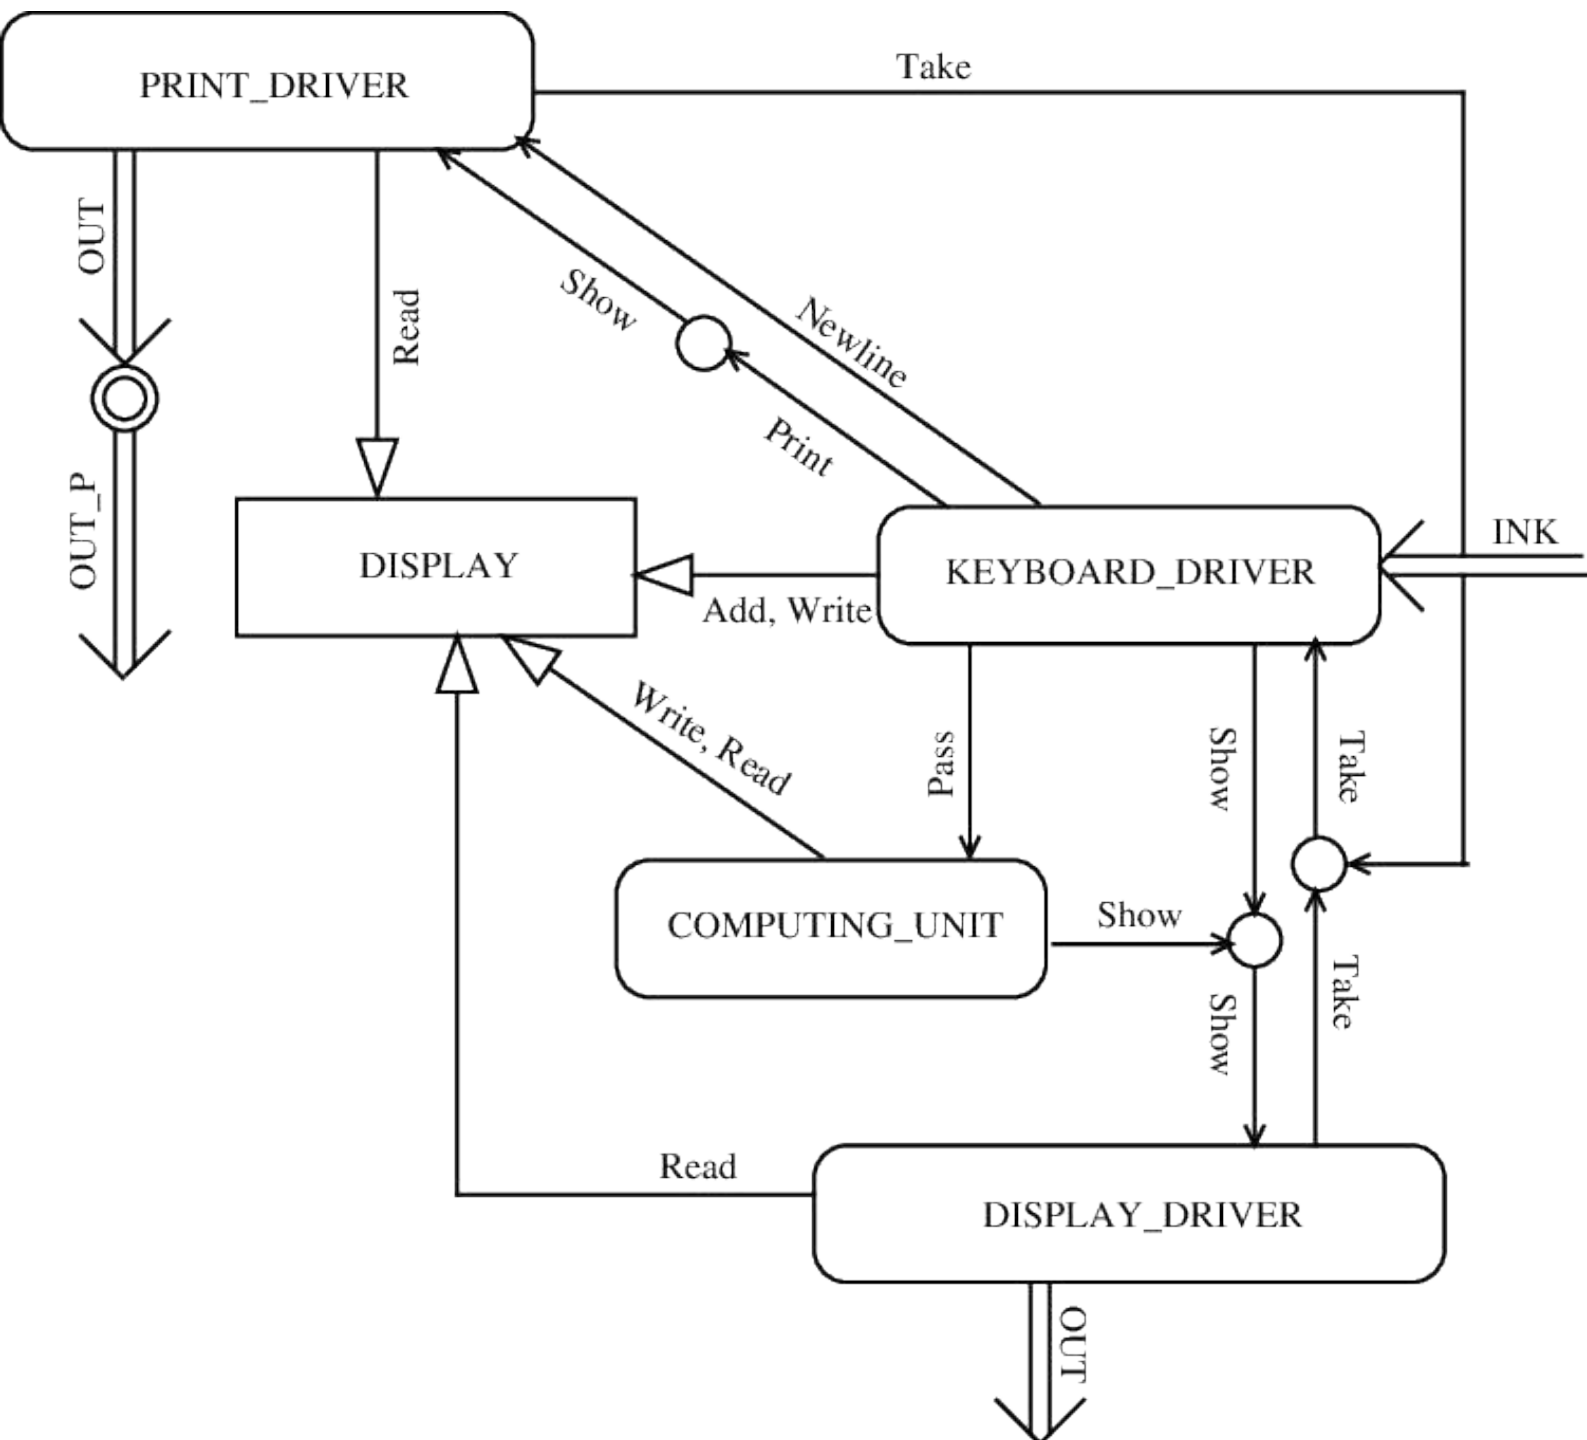 PRINT_DRIVER
Take
OUT
Read
Show
Newline
Print
OUT_P
DISPLAY
Add, Write
KEYBOARD_DRIVER
INK
Write, Read
Pass
Show
Take
COMPUTING_UNIT
Show
Show
Take
Read
DISPLAY_DRIVER
OUT